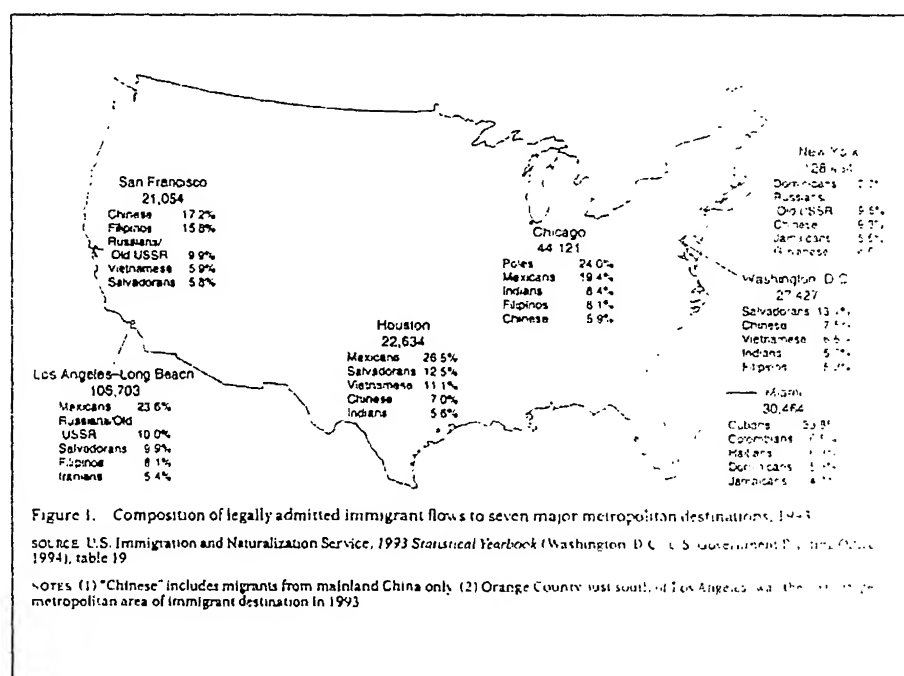 San Francisco
21,054
Chinese 17.2%
Filipinos 15.8%
Russians/
Old USSR 9.9%
Vietnamese 5.9%
Salvadorans 5.8%
Los Angeles–Long Beach
Mexicans 23.6%
Russians/Old
USSR 10.0%
Salvadorans 9.9%
Filipinos 8.1%
Iranians 5.4%
Houston
22,634
Mexicans 26.5%
Salvadorans 12.5%
Vietnamese 11.1%
Chinese 7.0%
Indians 5.6%
Chicago
44,121
Poles 24.0%
Mexicans 19.4%
Indians 8.4%
Filipinos 8.1%
Chinese 5.9%
New York
Dominicans
Russians/
Old USSR
Chinese
Jamaicans
Guyanese
Washington D C
27,427
Salvadorans
Chinese
Vietnamese
Indians
Filipinos
Miami
30,464
Cubans
Colombians
Haitians
Dominicans
Jamaicans
Figure 1. Composition of legally admitted immigrant flows to seven major metropolitan destinations, 1993
SOURCE U.S. Immigration and Naturalization Service, 1993 Statistical Yearbook (Washington D C U S Government
1994), table 19
NOTES (1) "Chinese" includes migrants from mainland China only (2) Orange County just south of Los Angeles was the
metropolitan area of immigrant destination in 1993